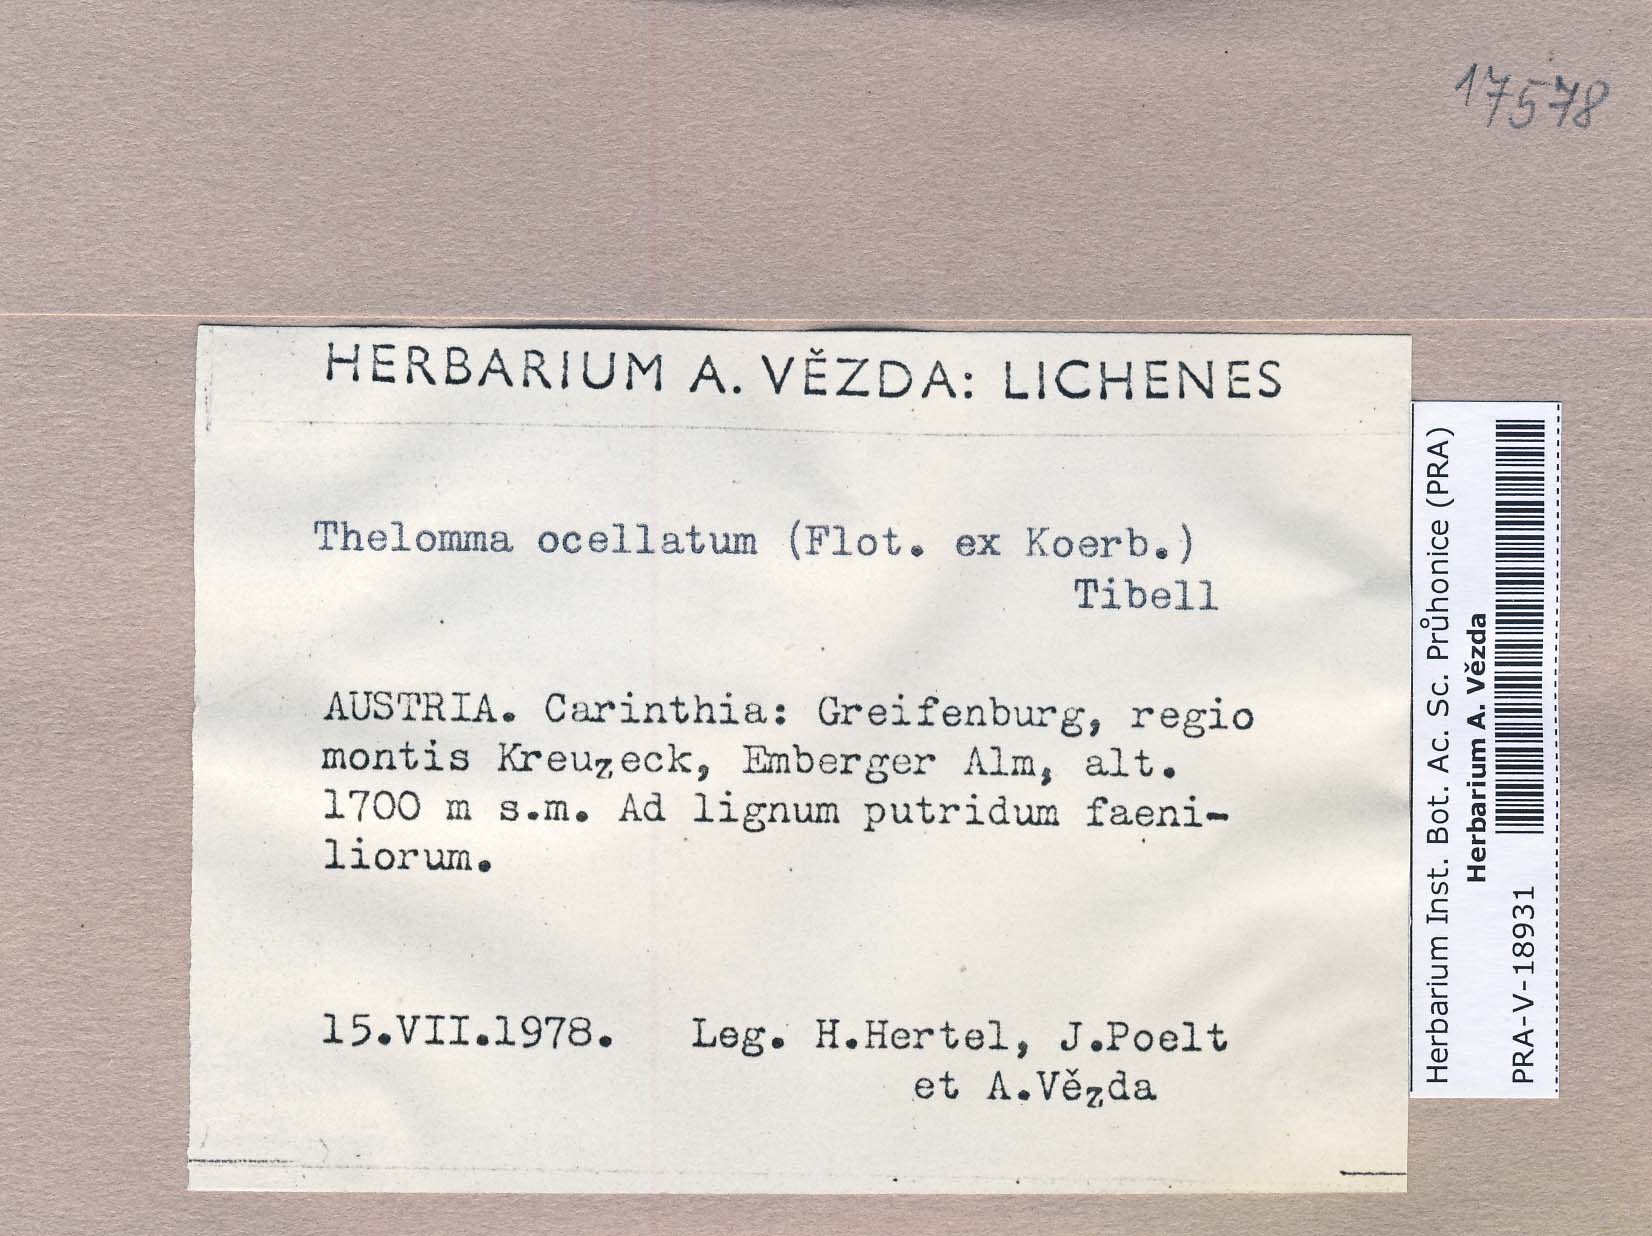 17578
HERBARIUM A. VĚZDA: LICHENES
Thelomma ocellatum (Flot. ex Koerb.)
Tibell
AUSTRIA. Carinthia: Greifenburg, regio
montis Kreuzeck, Emberger Alm, alt.
1700 m s.m. Ad lignum putridum faeni-
liorum.
15.VII.1978. Leg. H.Hertel, J.Poelt
et A.Vězda
Herbarium Inst. Bot. Ac. Sc. Průhonice (PRA)
Herbarium A. Vězda
PRA-V-18931